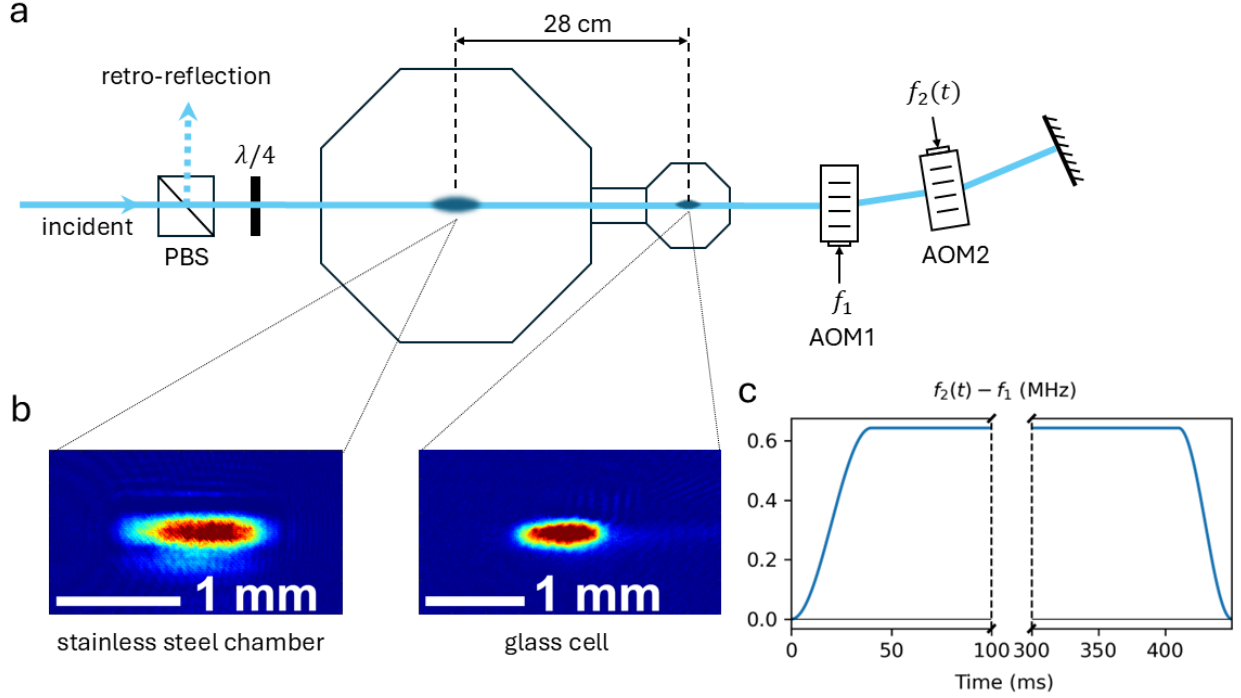 a
28 cm
retro-reflection
λ/4
f₂(t)
incident
PBS
AOM2
f₁
AOM1
b
1 mm
1 mm
stainless steel chamber
glass cell
c
f₂(t) − f₁ (MHz)
0.6
0.4
0.2
0.0
0 50 100 300 350 400
Time (ms)